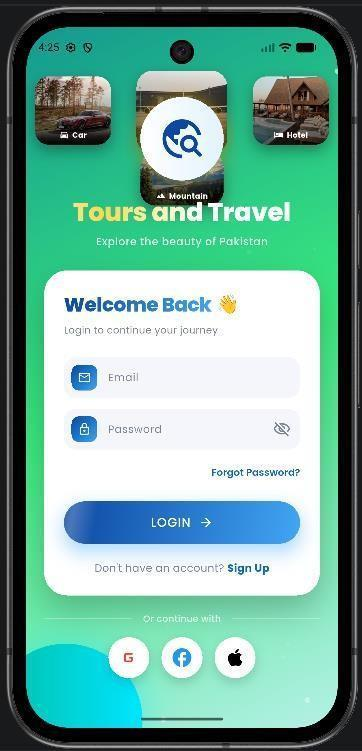 4:25
Car
Mountain
Hotel
Tours and Travel
Explore the beauty of Pakistan
Welcome Back 👋
Login to continue your journey
Email
Password
Forgot Password?
LOGIN →
Don't have an account? Sign Up
Or continue with
G